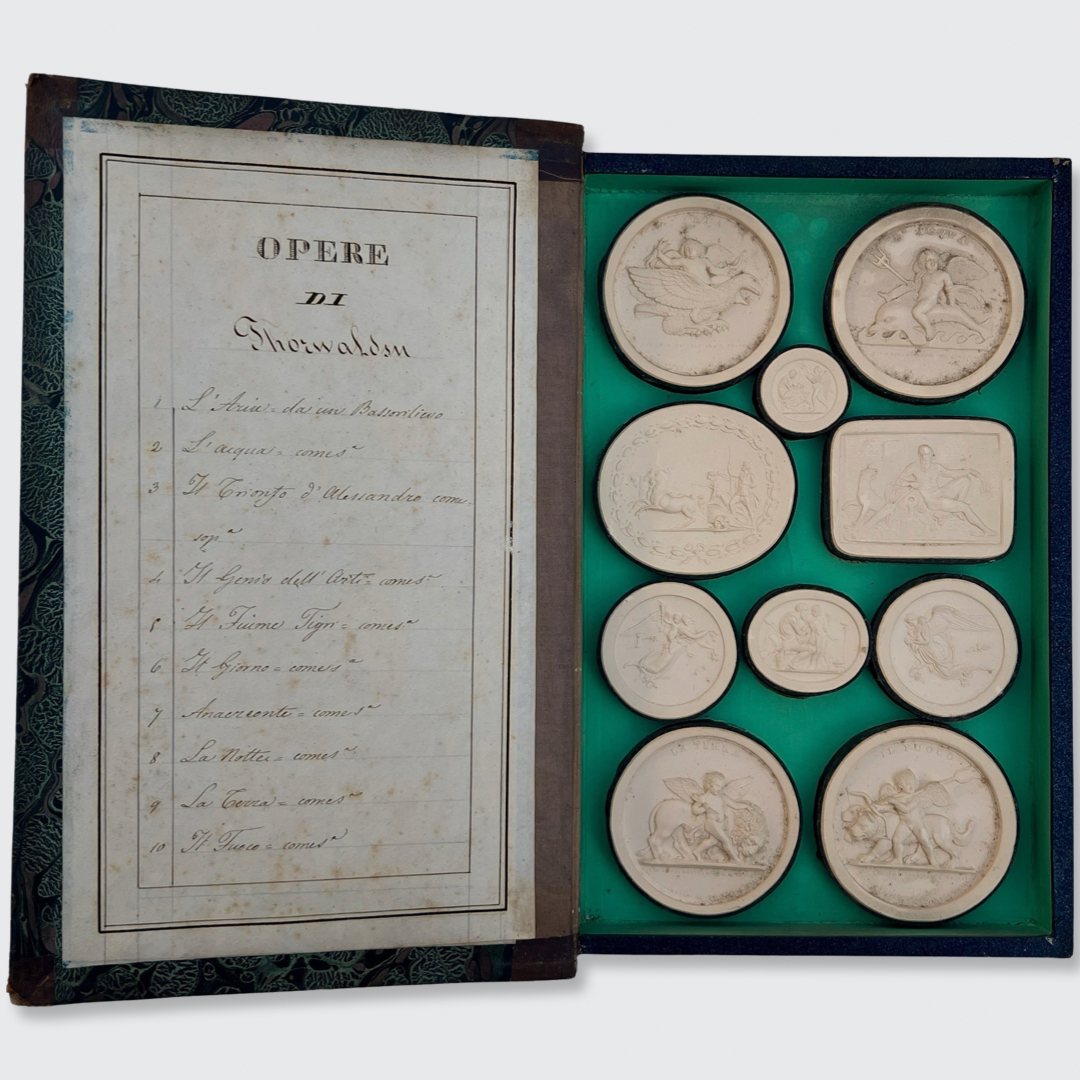 OPERE
DI
Thorwaldsn
1 L'Aria = da un Bassorilievo
2 L'acqua = comes.a
3 Il Trionfo d'Alessandro come
sop.a
4 Il Genio dell'Arti = comes.a
5 Il Fiume Tigri = comes.a
6 Il Giorno = comes.a
7 Anacreonte = comes.a
8 La Notte = comes.a
9 La Terra = comes.a
10 Il Fuoco = comes.a
LA TERRA
IL FUOCO